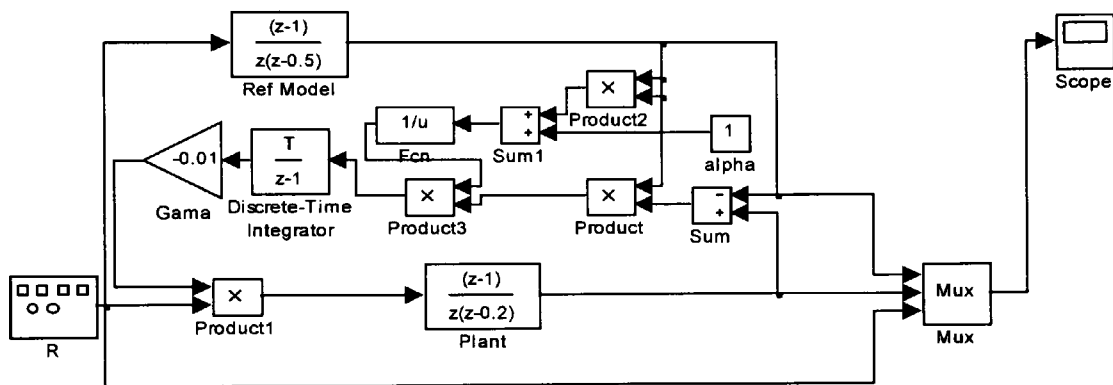 (z-1)
z(z-0.5)
Ref Model
Scope
×
Product2
1/u
Fcn
+
+
Sum1
1
alpha
-0.01
Gama
T
z-1
Discrete-Time
Integrator
×
Product3
×
Product
-
+
Sum
R
×
Product1
(z-1)
z(z-0.2)
Plant
Mux
Mux